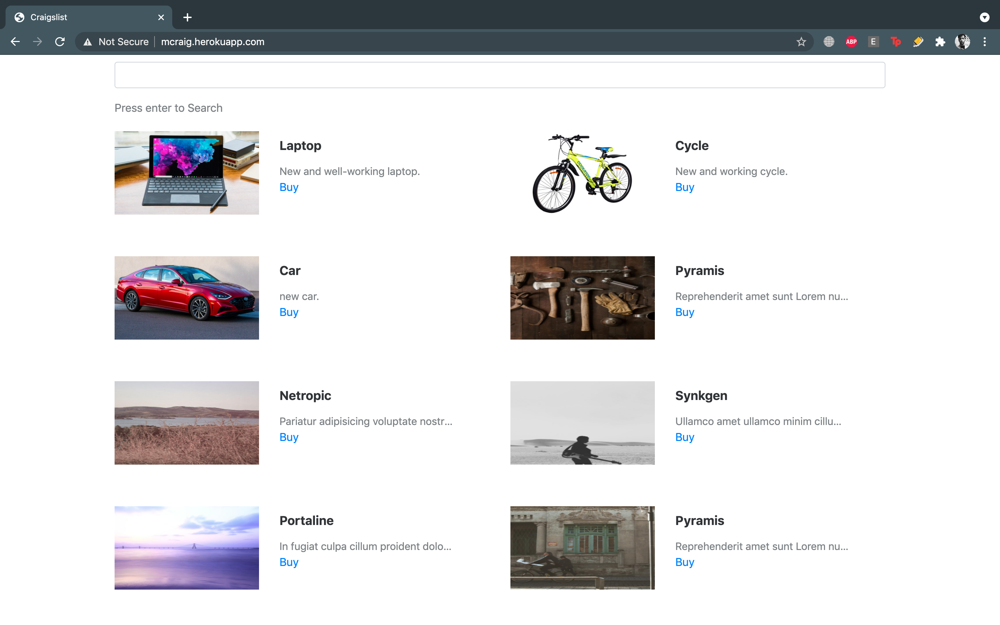 Craigslist
Not Secure
mcraig.herokuapp.com
ABP
E
Tp
Press enter to Search
Laptop
New and well-working laptop.
Buy
COCKATOO
Cycle
New and working cycle.
Buy
Car
new car.
Buy
Pyramis
Reprehenderit amet sunt Lorem nu...
Buy
Netropic
Pariatur adipisicing voluptate nostr...
Buy
Synkgen
Ullamco amet ullamco minim cillu...
Buy
Portaline
In fugiat culpa cillum proident dolo...
Buy
Pyramis
Reprehenderit amet sunt Lorem nu...
Buy